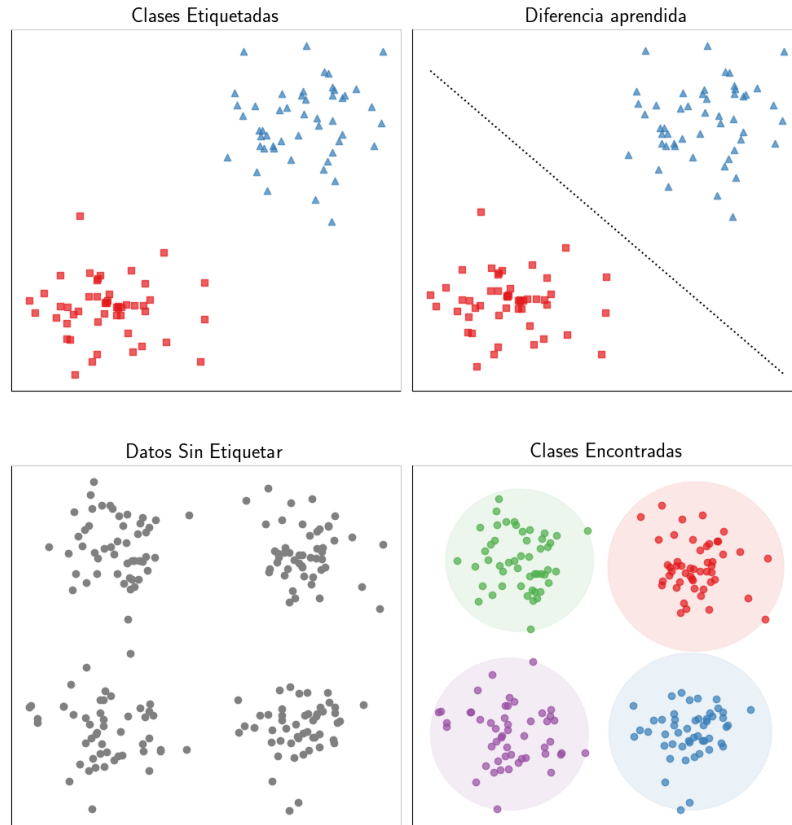 Clases Etiquetadas
Diferencia aprendida
Datos Sin Etiquetar
Clases Encontradas